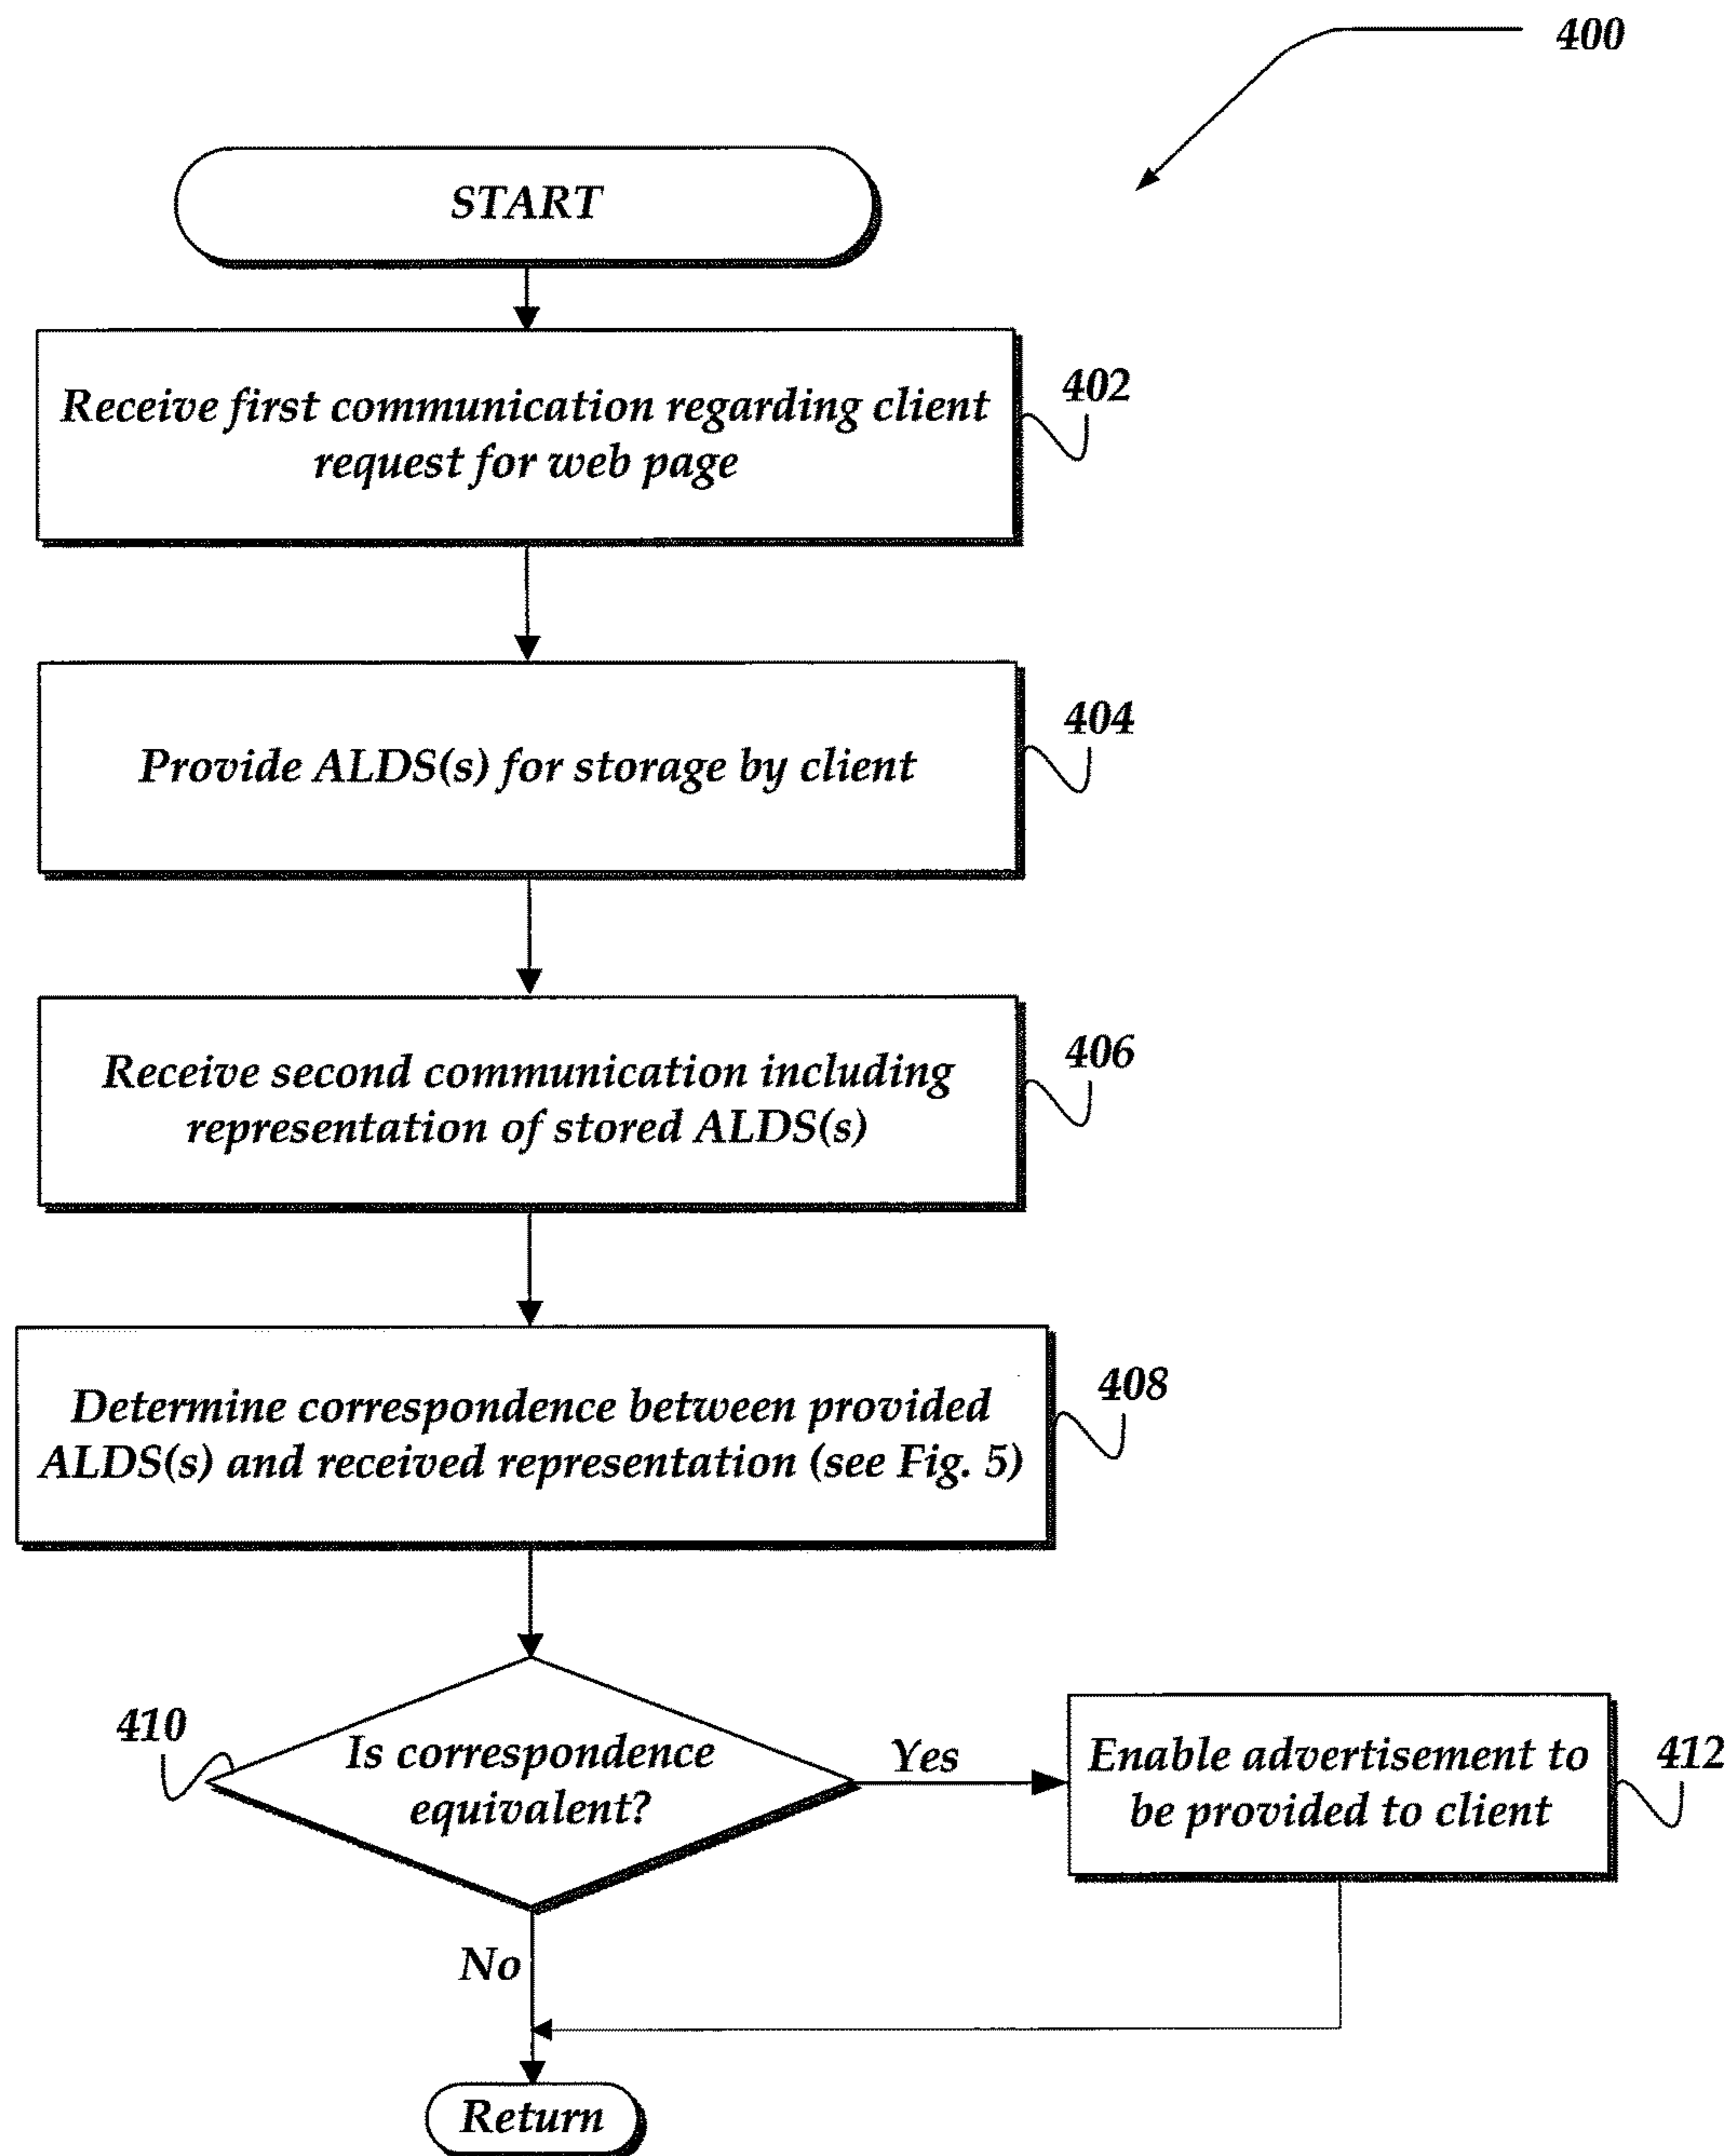 400
START
Receive first communication regarding client
request for web page
402
Provide ALDS(s) for storage by client
404
Receive second communication including
representation of stored ALDS(s)
406
Determine correspondence between provided
ALDS(s) and received representation (see Fig. 5)
408
410
Is correspondence
equivalent?
Yes
Enable advertisement to
be provided to client
412
No
Return